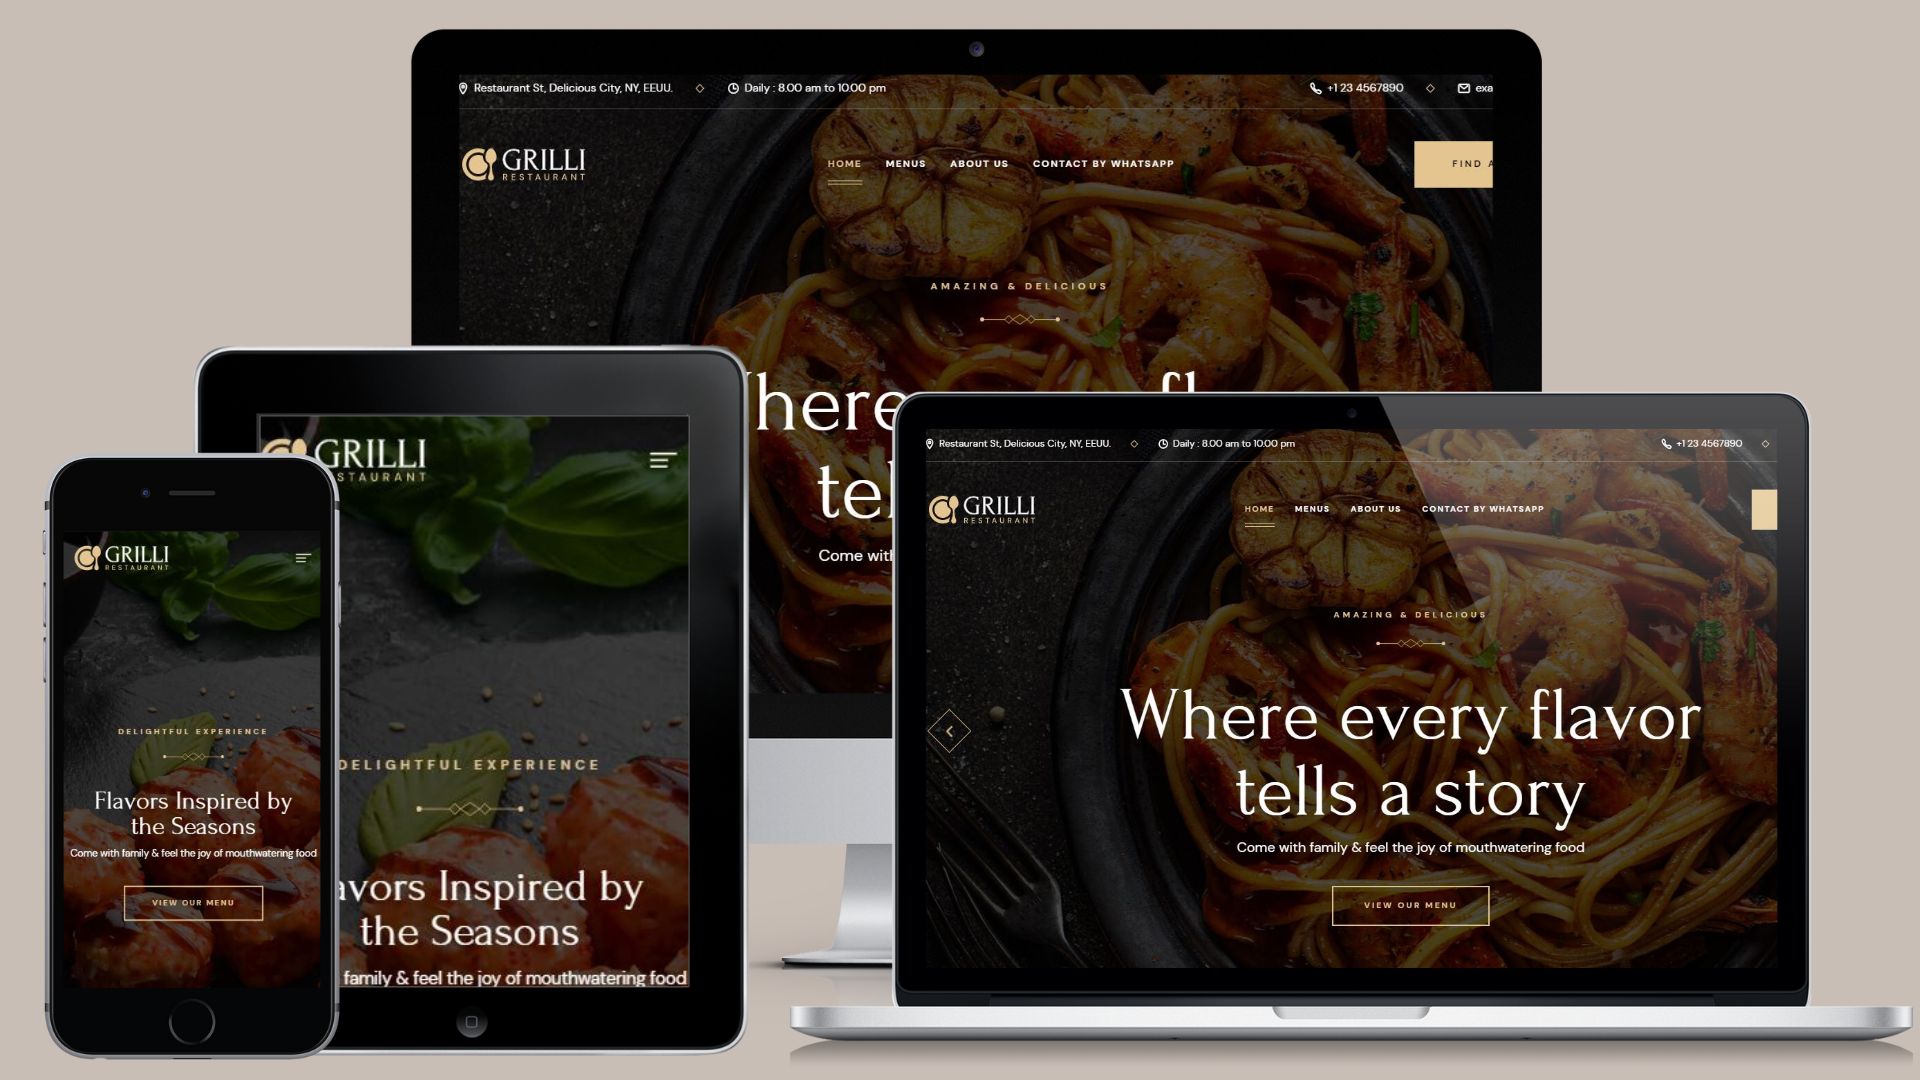 Restaurant St, Delicious City, NY, EEUU. Daily : 8.00 am to 10.00 pm +1 23 4567890 exa
GRILLI
RESTAURANT
HOME MENUS ABOUT US CONTACT BY WHATSAPP
FIND A
AMAZING & DELICIOUS
here fl
tel
Come with
GRILLI
STAURANT
DELIGHTFUL EXPERIENCE
avors Inspired by
the Seasons
family & feel the joy of mouthwatering food
GRILLI
RESTAURANT
DELIGHTFUL EXPERIENCE
Flavors Inspired by
the Seasons
Come with family & feel the joy of mouthwatering food
VIEW OUR MENU
Restaurant St, Delicious City, NY, EEUU. Daily : 8.00 am to 10.00 pm +1 23 4567890
GRILLI
RESTAURANT
HOME MENUS ABOUT US CONTACT BY WHATSAPP
AMAZING & DELICIOUS
Where every flavor
tells a story
Come with family & feel the joy of mouthwatering food
VIEW OUR MENU